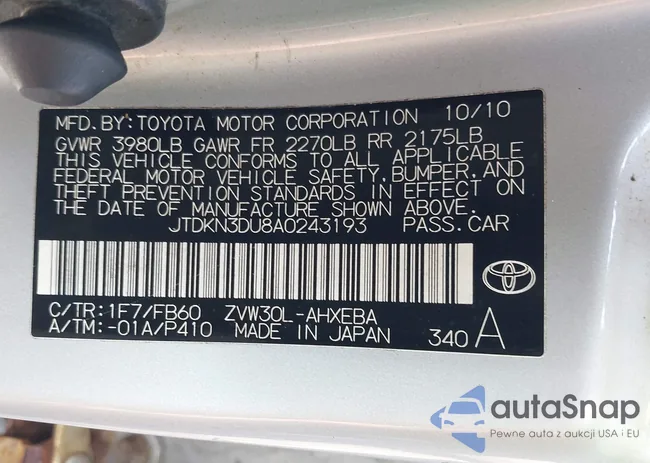 MFD. BY: TOYOTA MOTOR CORPORATION 10/10
GVWR 3980LB GAWR FR 2270LB RR 2175LB
THIS VEHICLE CONFORMS TO ALL APPLICABLE
FEDERAL MOTOR VEHICLE SAFETY, BUMPER, AND
THEFT PREVENTION STANDARDS IN EFFECT ON
THE DATE OF MANUFACTURE SHOWN ABOVE.
JTDKN3DU8A0243193 PASS. CAR
C/TR: 1F7/FB60 ZVW30L-AHXEBA
A/TM: -01A/P410 MADE IN JAPAN 340 A
autoSnap
Pewne auta z aukcji USA i EU